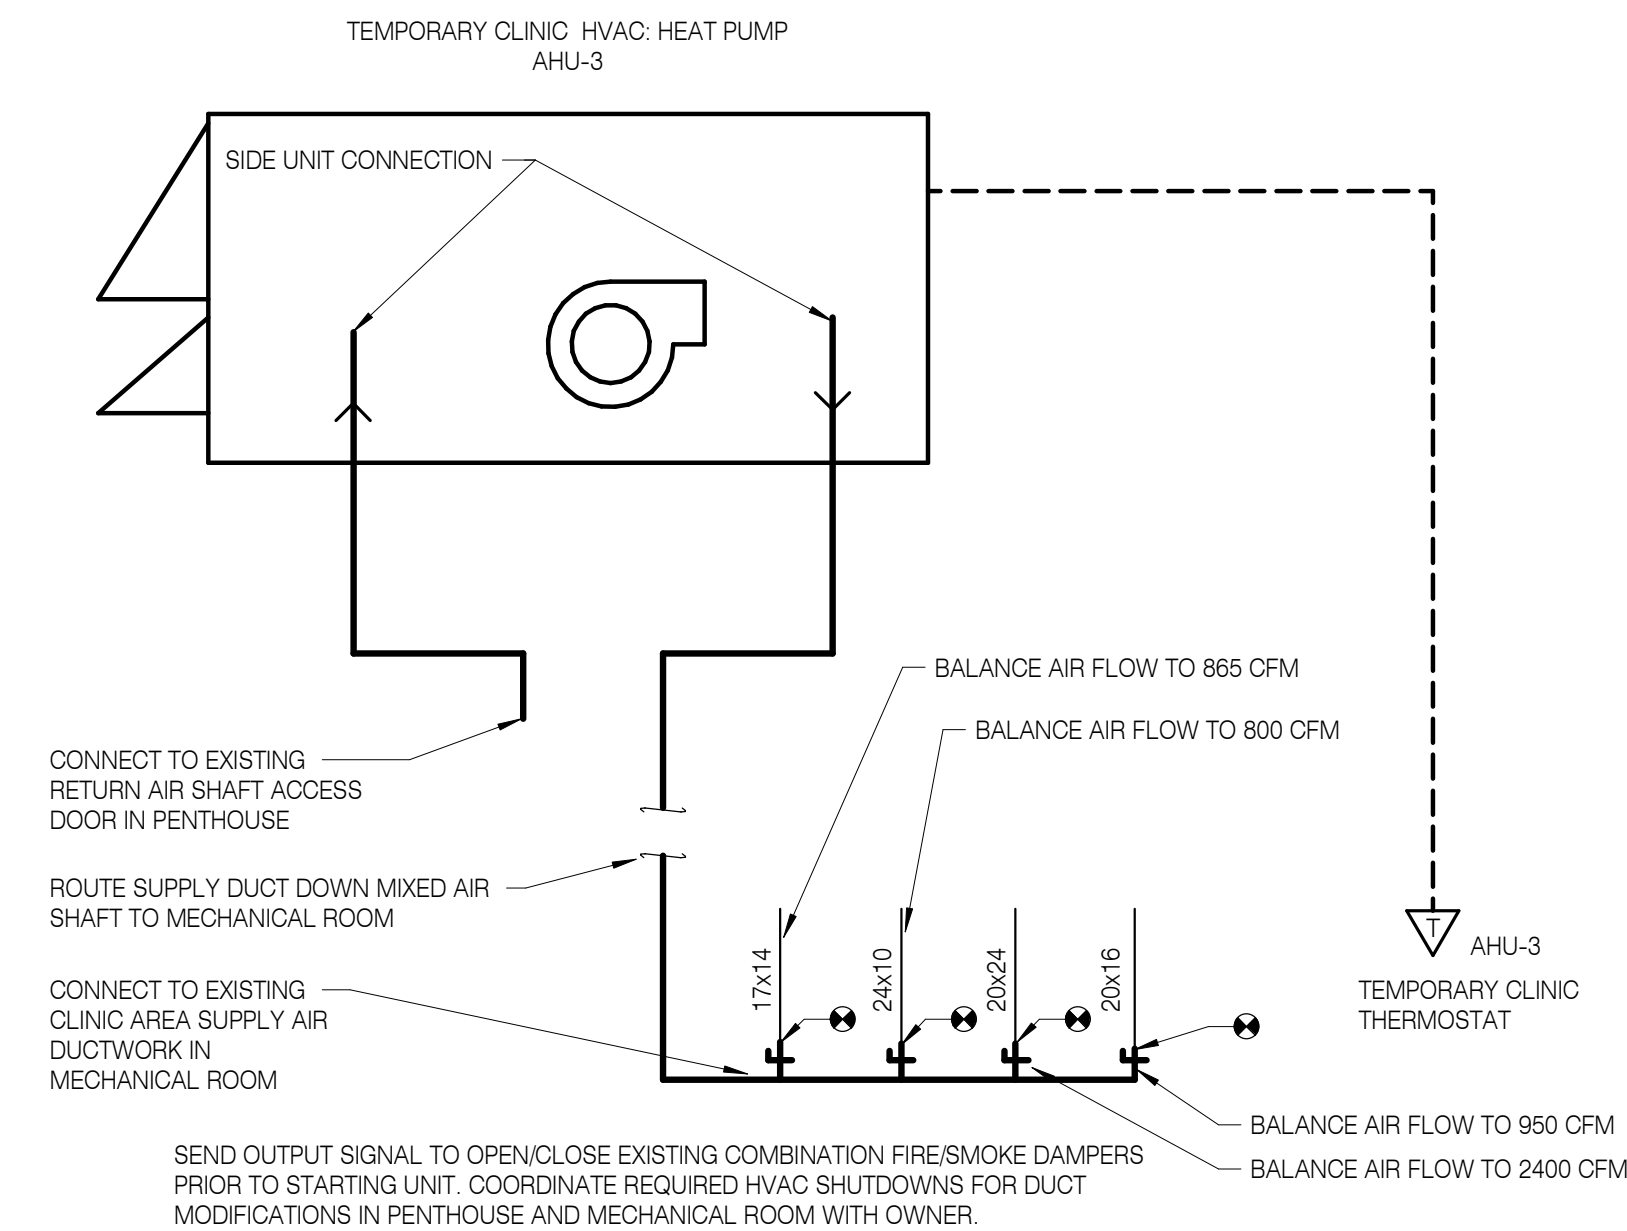 TEMPORARY CLINIC HVAC: HEAT PUMP
AHU-3
SIDE UNIT CONNECTION
BALANCE AIR FLOW TO 865 CFM
BALANCE AIR FLOW TO 800 CFM
CONNECT TO EXISTING
RETURN AIR SHAFT ACCESS
DOOR IN PENTHOUSE
ROUTE SUPPLY DUCT DOWN MIXED AIR
SHAFT TO MECHANICAL ROOM
CONNECT TO EXISTING
CLINIC AREA SUPPLY AIR
DUCTWORK IN
MECHANICAL ROOM
17x14
24x10
20x24
20x16
T
AHU-3
TEMPORARY CLINIC
THERMOSTAT
BALANCE AIR FLOW TO 950 CFM
BALANCE AIR FLOW TO 2400 CFM
SEND OUTPUT SIGNAL TO OPEN/CLOSE EXISTING COMBINATION FIRE/SMOKE DAMPERS
PRIOR TO STARTING UNIT. COORDINATE REQUIRED HVAC SHUTDOWNS FOR DUCT
MODIFICATIONS IN PENTHOUSE AND MECHANICAL ROOM WITH OWNER.